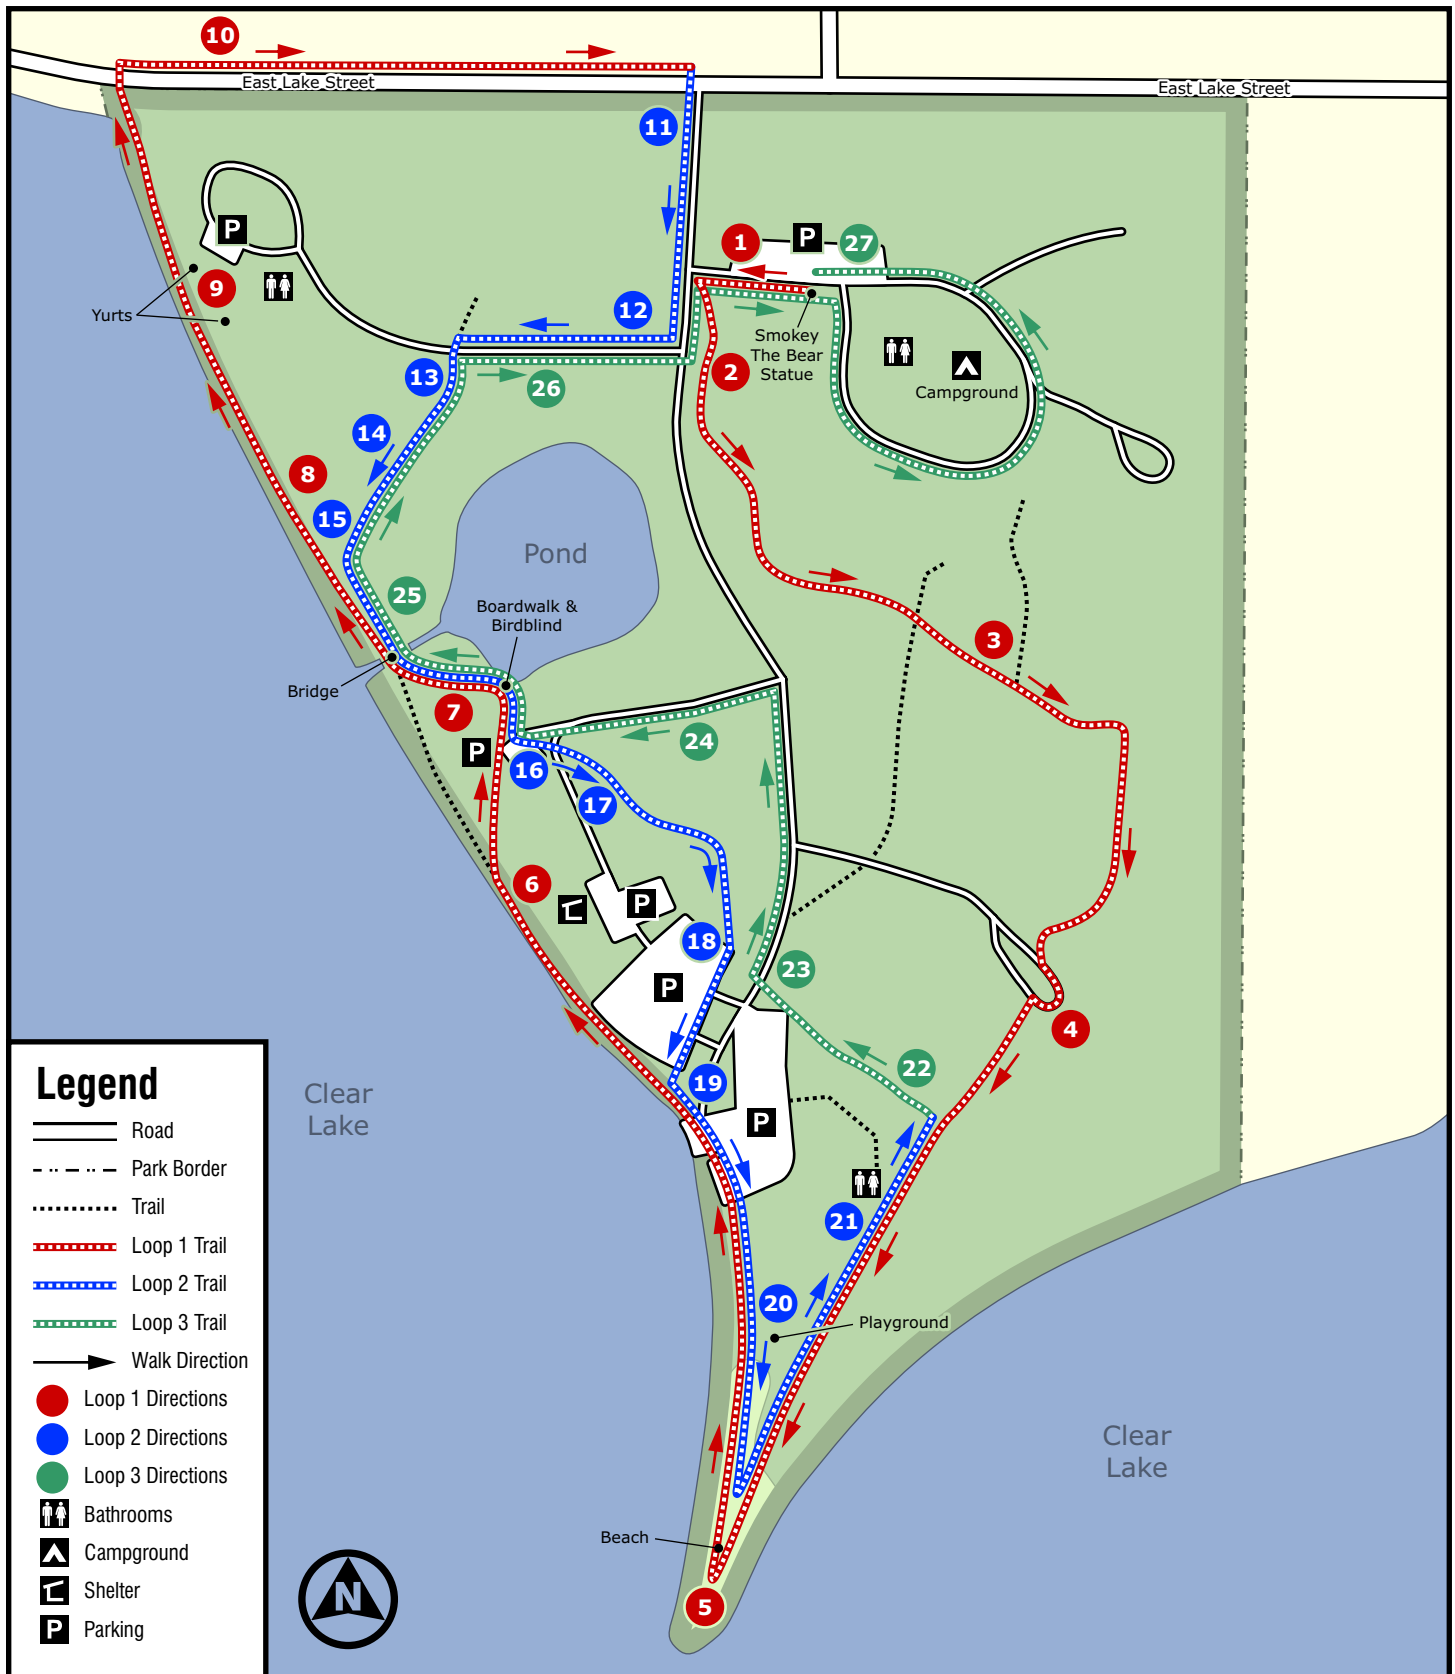 10
East Lake Street
East Lake Street
11
P
1
P
27
9
Yurts
12
Smokey
The Bear
Statue
2
Campground
13
26
14
8
15
Pond
25
Boardwalk &
Birdblind
3
Bridge
7
24
P
16
17
6
P
18
P
23
4
22
19
P
21
20
Playground
Clear
Lake
Clear
Lake
Beach
5
N
Legend
Road
Park Border
Trail
Loop 1 Trail
Loop 2 Trail
Loop 3 Trail
Walk Direction
Loop 1 Directions
Loop 2 Directions
Loop 3 Directions
Bathrooms
Campground
Shelter
P Parking